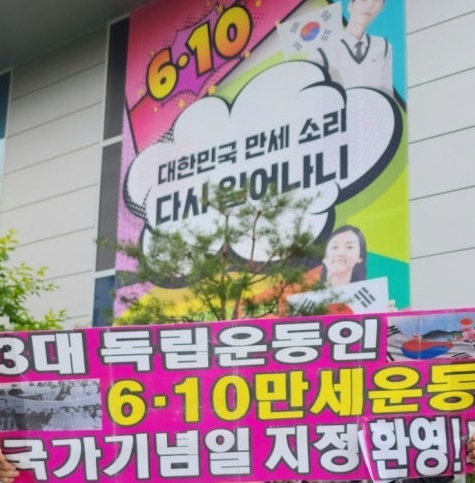 6·10
대한민국 만세 소리
다시 일어나니
3대 독립운동인
6·10만세운동
국가기념일 지정 환영!!